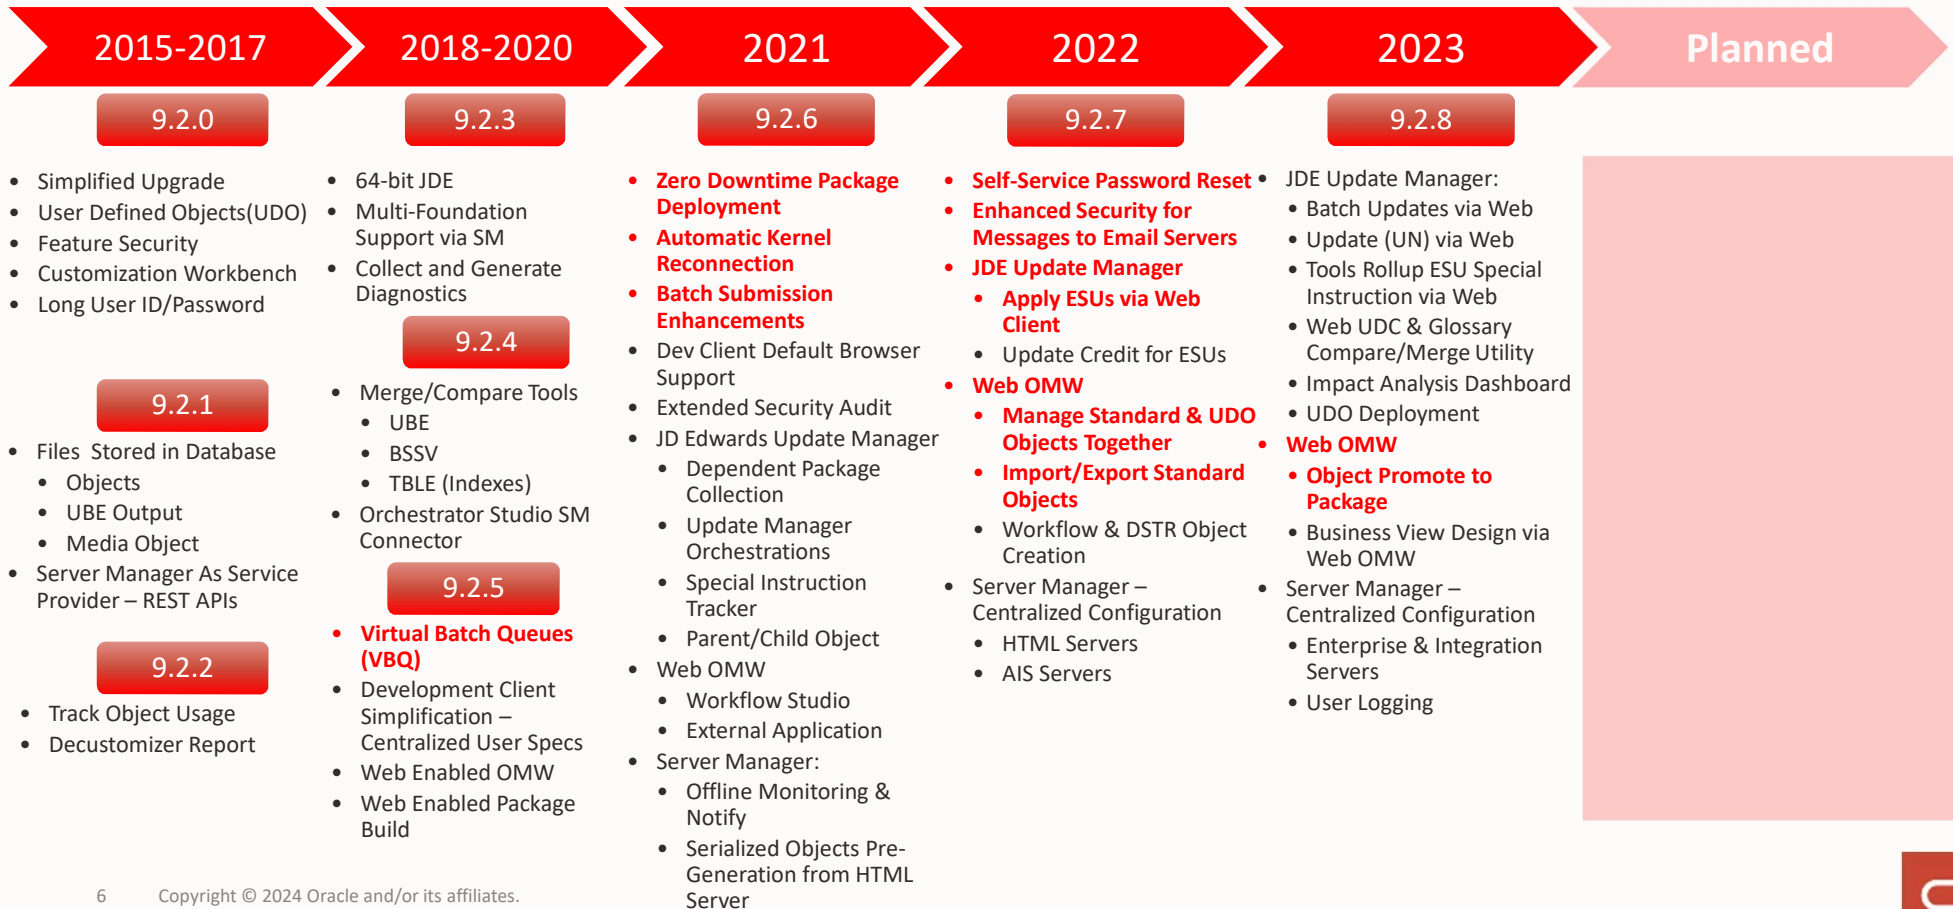 2015-2017
2018-2020
2021
2022
2023
Planned
9.2.0
• Simplified Upgrade
• User Defined Objects(UDO)
• Feature Security
• Customization Workbench
• Long User ID/Password
9.2.1
• Files Stored in Database
• Objects
• UBE Output
• Media Object
• Server Manager As Service
Provider – REST APIs
9.2.2
• Track Object Usage
• Decustomizer Report
9.2.3
• 64-bit JDE
• Multi-Foundation
Support via SM
• Collect and Generate
Diagnostics
9.2.4
• Merge/Compare Tools
• UBE
• BSSV
• TBLE (Indexes)
• Orchestrator Studio SM
Connector
9.2.5
• Virtual Batch Queues
(VBQ)
• Development Client
Simplification –
Centralized User Specs
• Web Enabled OMW
• Web Enabled Package
Build
9.2.6
• Zero Downtime Package
Deployment
• Automatic Kernel
Reconnection
• Batch Submission
Enhancements
• Dev Client Default Browser
Support
• Extended Security Audit
• JD Edwards Update Manager
• Dependent Package
Collection
• Update Manager
Orchestrations
• Special Instruction
Tracker
• Parent/Child Object
• Web OMW
• Workflow Studio
• External Application
• Server Manager:
• Offline Monitoring &
Notify
• Serialized Objects Pre-
Generation from HTML
Server
9.2.7
• Self-Service Password Reset
• Enhanced Security for
Messages to Email Servers
• JDE Update Manager
• Apply ESUs via Web
Client
• Update Credit for ESUs
• Web OMW
• Manage Standard & UDO
Objects Together
• Import/Export Standard
Objects
• Workflow & DSTR Object
Creation
• Server Manager –
Centralized Configuration
• HTML Servers
• AIS Servers
9.2.8
• JDE Update Manager:
• Batch Updates via Web
• Update (UN) via Web
• Tools Rollup ESU Special
Instruction via Web
• Web UDC & Glossary
Compare/Merge Utility
• Impact Analysis Dashboard
• UDO Deployment
• Web OMW
• Object Promote to
Package
• Business View Design via
Web OMW
• Server Manager –
Centralized Configuration
• Enterprise & Integration
Servers
• User Logging
6 Copyright © 2024 Oracle and/or its affiliates.